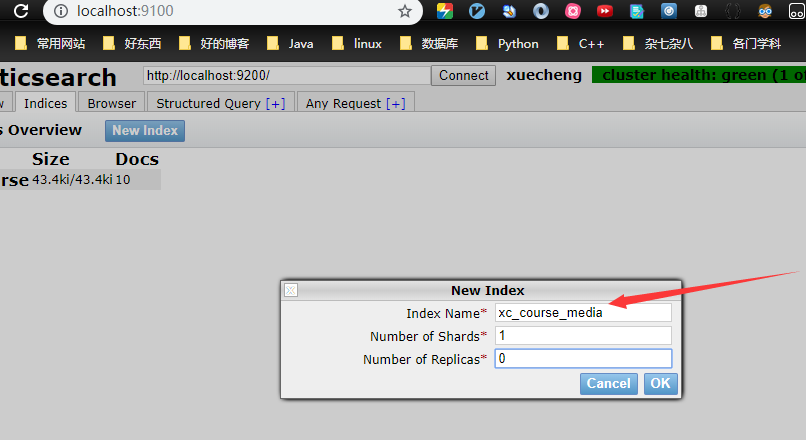 localhost:9100
常用网站 好东西 好的博客 Java linux 数据库 Python C++ 杂七杂八 各门学科
ticsearch http://localhost:9200/ Connect xuecheng cluster health: green (1 of
w Indices Browser Structured Query [+] Any Request [+]
s Overview New Index
Size Docs
rse 43.4ki/43.4ki 10
New Index
Index Name* xc_course_media
Number of Shards* 1
Number of Replicas* 0
Cancel OK